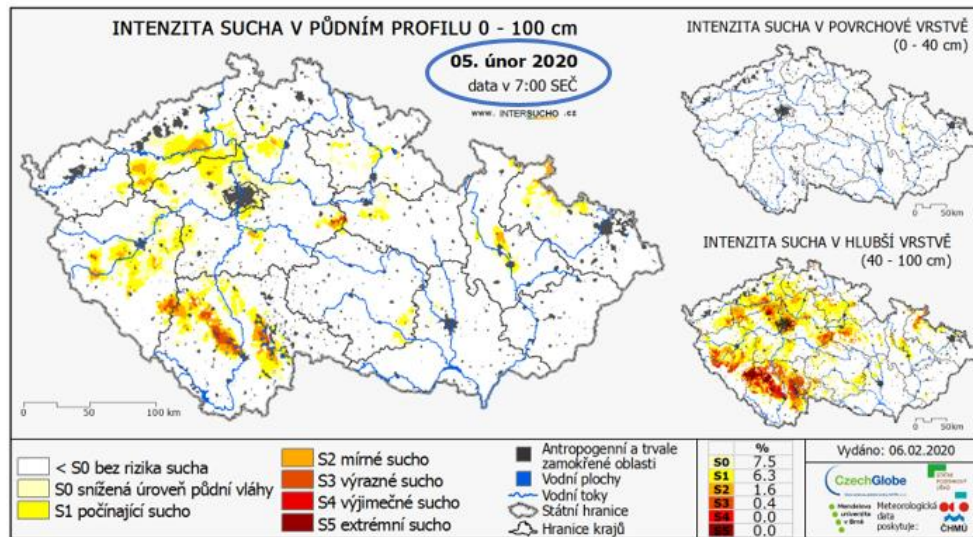 INTENZITA SUCHA V PŮDNÍM PROFILU 0 - 100 cm
05. únor 2020
data v 7:00 SEČ
www. INTERSUCHO .cz
0 50 100 km
INTENZITA SUCHA V POVRCHOVÉ VRSTVĚ
(0 - 40 cm)
0 50km
INTENZITA SUCHA V HLUBŠÍ VRSTVĚ
(40 - 100 cm)
0 50km
< S0 bez rizika sucha
S0 snížená úroveň půdní vláhy
S1 počínající sucho
S2 mírné sucho
S3 výrazné sucho
S4 výjimečné sucho
S5 extrémní sucho
Antropogenní a trvale
zamokřené oblasti
Vodní plochy
Vodní toky
Státní hranice
Hranice krajů
%
S0 7.5
S1 6.3
S2 1.6
S3 0.4
S4 0.0
S5 0.0
Vydáno: 06.02.2020
CzechGlobe
STÁTNÍ
POZEMKOVÝ
ÚŘAD
Mendelova
univerzita
v Brně
Meteorologická
data
poskytuje:
ČHMÚ